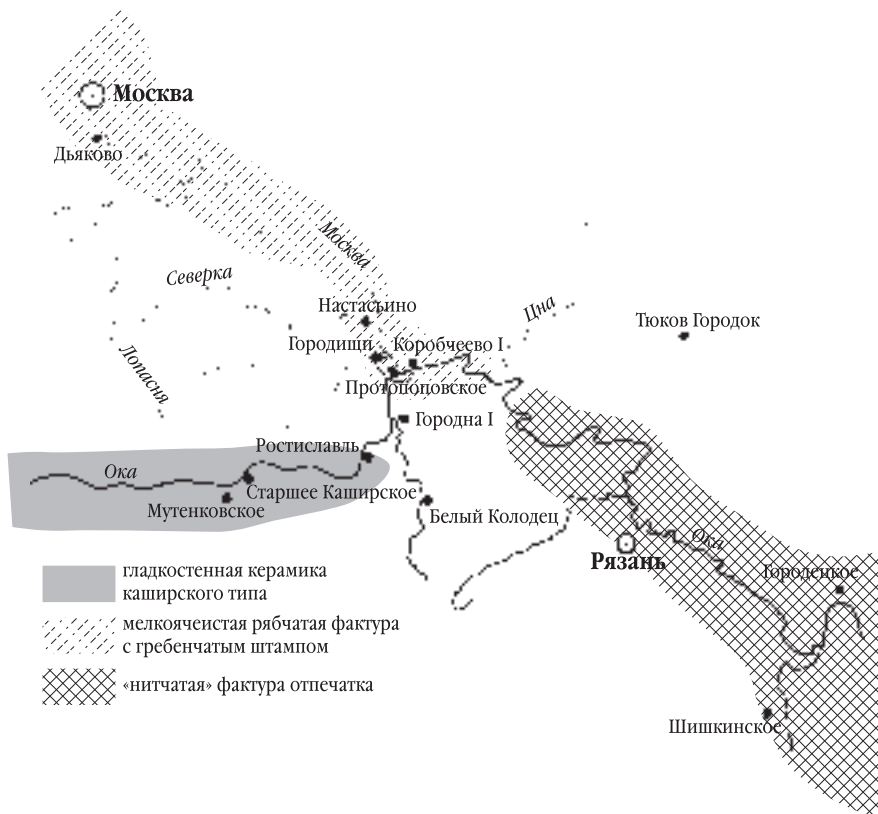 Москва
Дьяково
Москва
Северка
Настасьино
Цна
Тюков Городок
Городищи
Коробчеево I
Лопасня
Протопоповское
Городна I
Ростиславль
Ока
Старшее Каширское
Мутенковское
Белый Колодец
Ока
Рязань
Городецкое
гладкостенная керамика
каширского типа
мелкоячеистая рябчатая фактура
с гребенчатым штампом
«нитчатая» фактура отпечатка
Шишкинское